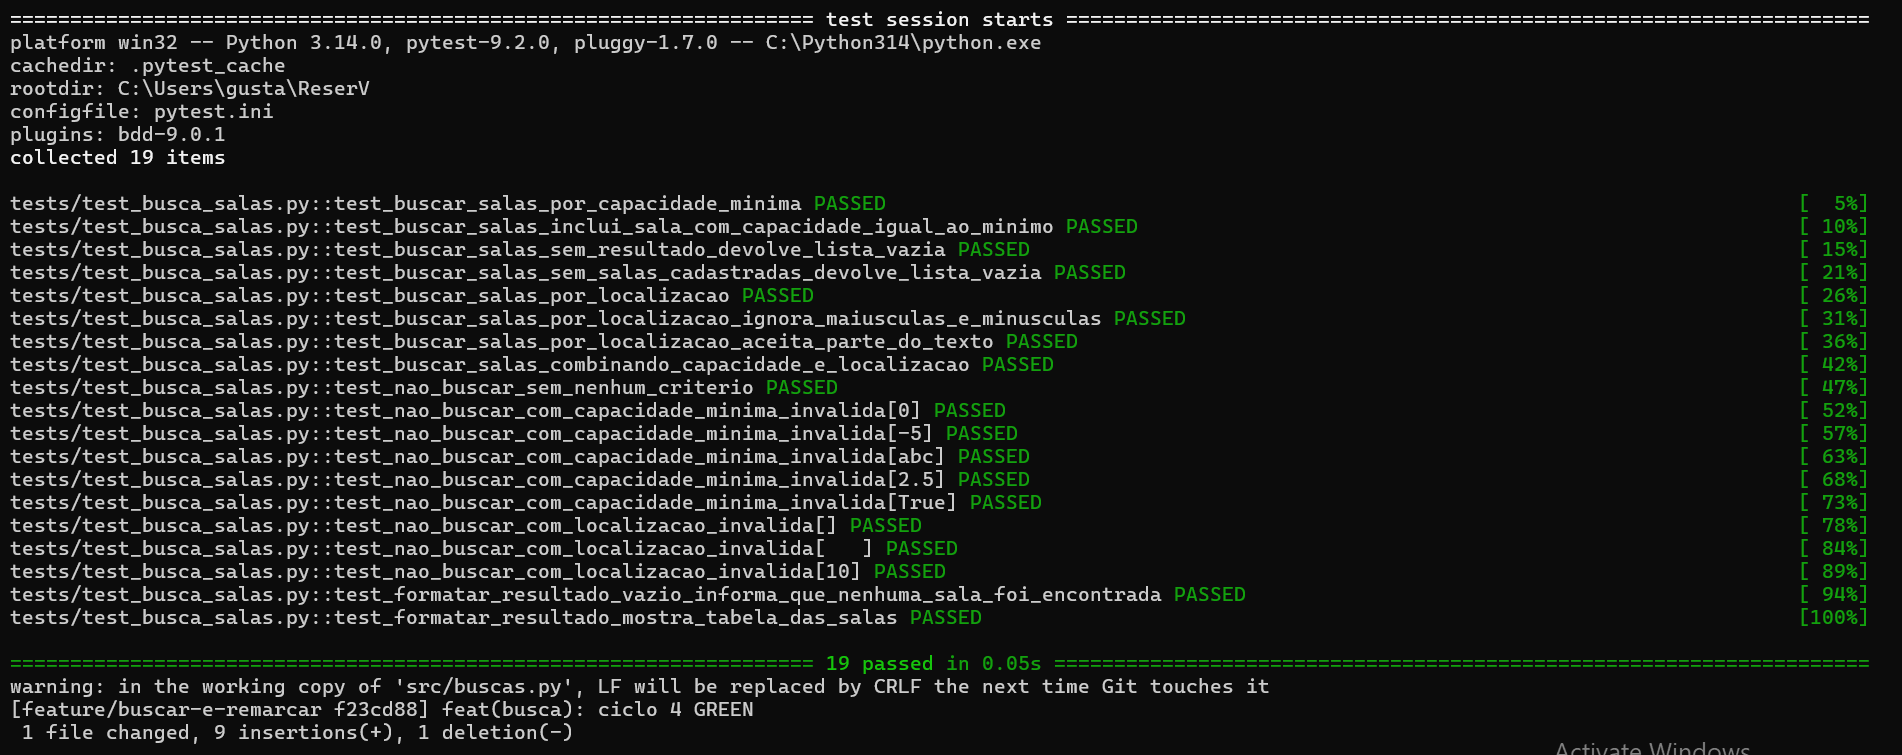 =================================================================== test session starts ===================================================================
platform win32 -- Python 3.14.0, pytest-9.2.0, pluggy-1.7.0 -- C:\Python314\python.exe
cachedir: .pytest_cache
rootdir: C:\Users\gusta\ReserV
configfile: pytest.ini
plugins: bdd-9.0.1
collected 19 items
tests/test_busca_salas.py::test_buscar_salas_por_capacidade_minima PASSED [  5%]
tests/test_busca_salas.py::test_buscar_salas_inclui_sala_com_capacidade_igual_ao_minimo PASSED [ 10%]
tests/test_busca_salas.py::test_buscar_salas_sem_resultado_devolve_lista_vazia PASSED [ 15%]
tests/test_busca_salas.py::test_buscar_salas_sem_salas_cadastradas_devolve_lista_vazia PASSED [ 21%]
tests/test_busca_salas.py::test_buscar_salas_por_localizacao PASSED [ 26%]
tests/test_busca_salas.py::test_buscar_salas_por_localizacao_ignora_maiusculas_e_minusculas PASSED [ 31%]
tests/test_busca_salas.py::test_buscar_salas_por_localizacao_aceita_parte_do_texto PASSED [ 36%]
tests/test_busca_salas.py::test_buscar_salas_combinando_capacidade_e_localizacao PASSED [ 42%]
tests/test_busca_salas.py::test_nao_buscar_sem_nenhum_criterio PASSED [ 47%]
tests/test_busca_salas.py::test_nao_buscar_com_capacidade_minima_invalida[0] PASSED [ 52%]
tests/test_busca_salas.py::test_nao_buscar_com_capacidade_minima_invalida[-5] PASSED [ 57%]
tests/test_busca_salas.py::test_nao_buscar_com_capacidade_minima_invalida[abc] PASSED [ 63%]
tests/test_busca_salas.py::test_nao_buscar_com_capacidade_minima_invalida[2.5] PASSED [ 68%]
tests/test_busca_salas.py::test_nao_buscar_com_capacidade_minima_invalida[True] PASSED [ 73%]
tests/test_busca_salas.py::test_nao_buscar_com_localizacao_invalida[] PASSED [ 78%]
tests/test_busca_salas.py::test_nao_buscar_com_localizacao_invalida[   ] PASSED [ 84%]
tests/test_busca_salas.py::test_nao_buscar_com_localizacao_invalida[10] PASSED [ 89%]
tests/test_busca_salas.py::test_formatar_resultado_vazio_informa_que_nenhuma_sala_foi_encontrada PASSED [ 94%]
tests/test_busca_salas.py::test_formatar_resultado_mostra_tabela_das_salas PASSED [100%]
=================================================================== 19 passed in 0.05s ====================================================================
warning: in the working copy of 'src/buscas.py', LF will be replaced by CRLF the next time Git touches it
[feature/buscar-e-remarcar f23cd88] feat(busca): ciclo 4 GREEN
 1 file changed, 9 insertions(+), 1 deletion(-)
Activate Windows